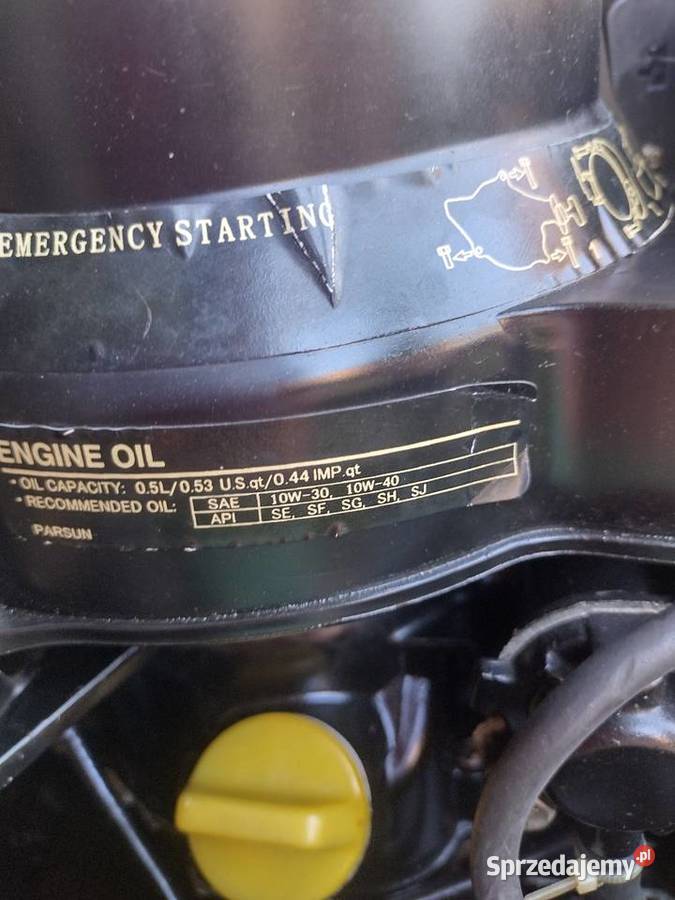 EMERGENCY STARTING
ENGINE OIL
• OIL CAPACITY: 0.5L/0.53 U.S.qt/0.44 IMP.qt
• RECOMMENDED OIL: SAE 10W-30, 10W-40
API SE, SF, SG, SH, SJ
PARSUN
Sprzedajemy.pl